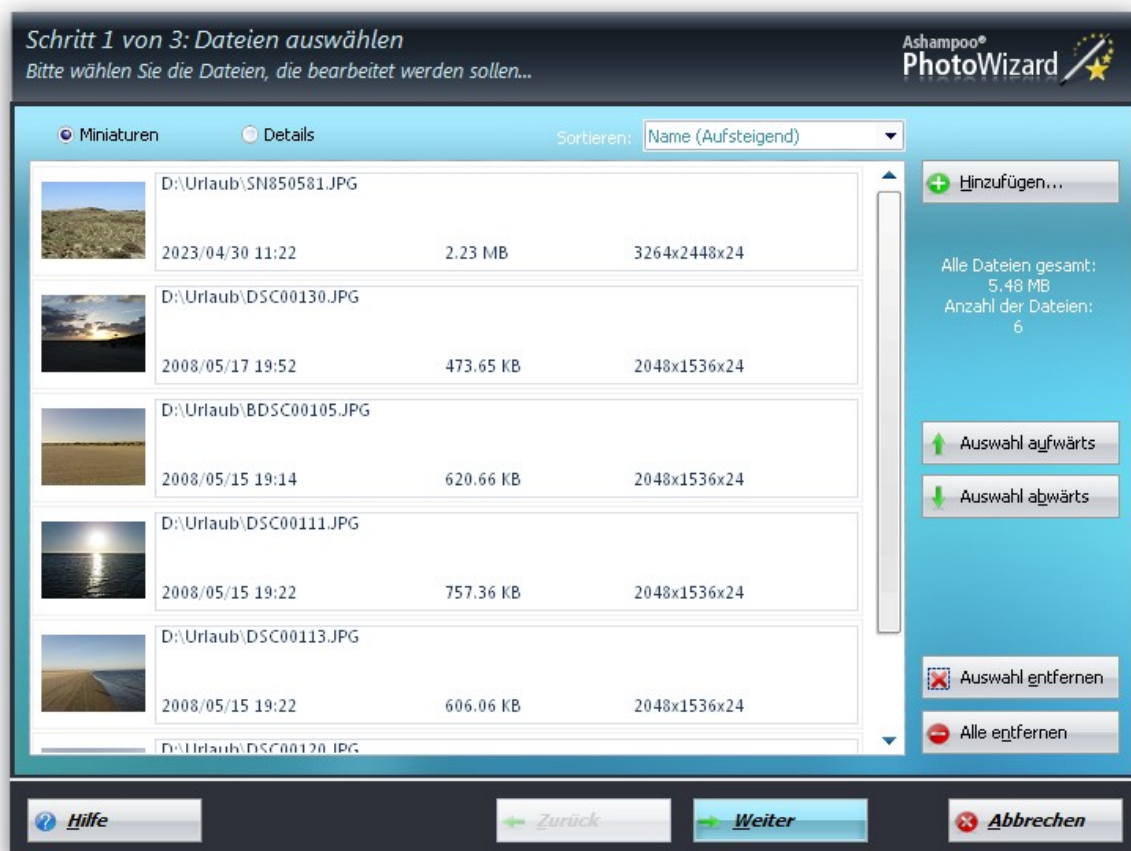 Schritt 1 von 3: Dateien auswählen
Bitte wählen Sie die Dateien, die bearbeitet werden sollen...
Ashampoo®
PhotoWizard
Miniaturen
Details
Sortieren:
Name (Aufsteigend)
D:\Urlaub\SN850581.JPG
2023/04/30 11:22 2.23 MB 3264x2448x24
D:\Urlaub\DSC00130.JPG
2008/05/17 19:52 473.65 KB 2048x1536x24
D:\Urlaub\BDSC00105.JPG
2008/05/15 19:14 620.66 KB 2048x1536x24
D:\Urlaub\DSC00111.JPG
2008/05/15 19:22 757.36 KB 2048x1536x24
D:\Urlaub\DSC00113.JPG
2008/05/15 19:22 606.06 KB 2048x1536x24
D:\Urlaub\DSC00120.JPG
Hinzufügen...
Alle Dateien gesamt:
5.48 MB
Anzahl der Dateien:
6
Auswahl aufwärts
Auswahl abwärts
Auswahl entfernen
Alle entfernen
Hilfe
Zurück
Weiter
Abbrechen